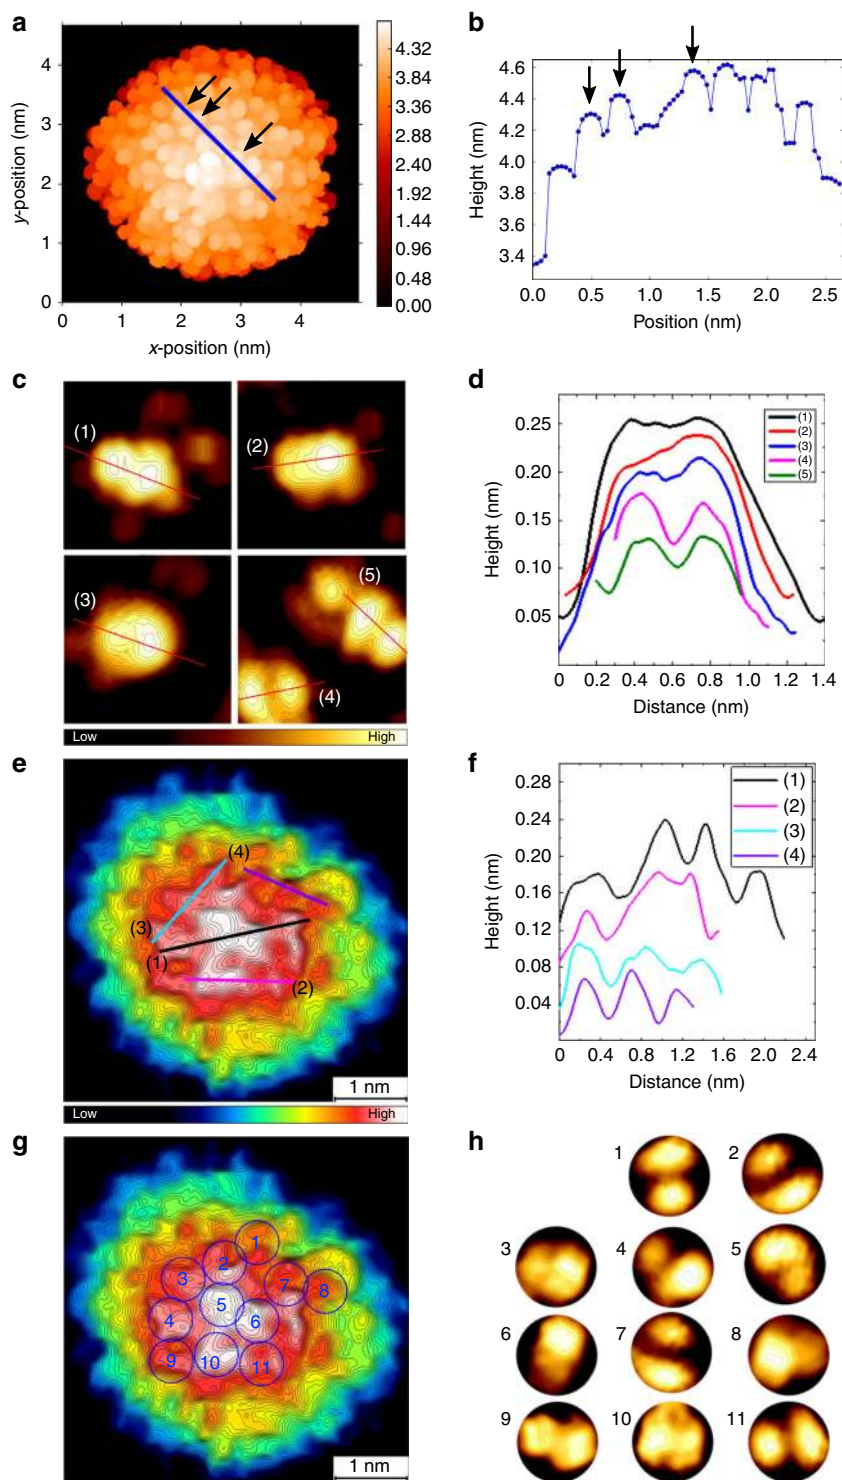 a
y-position (nm)
4
3
2
1
0
0 1 2 3 4
x-position (nm)
4.32
3.84
3.36
2.88
2.40
1.92
1.44
0.96
0.48
0.00
b
Height (nm)
4.6
4.4
4.2
4.0
3.8
3.6
3.4
0.0 0.5 1.0 1.5 2.0 2.5
Position (nm)
c
(1)
(2)
(3)
(5)
(4)
Low High
d
Height (nm)
0.25
0.20
0.15
0.10
0.05
0 0.2 0.4 0.6 0.8 1.0 1.2 1.4
Distance (nm)
(1)
(2)
(3)
(4)
(5)
e
(4)
(3)
(1)
(2)
1 nm
Low High
f
Height (nm)
0.28
0.24
0.20
0.16
0.12
0.08
0.04
0 0.4 0.8 1.2 1.6 2.0 2.4
Distance (nm)
(1)
(2)
(3)
(4)
g
1
2
3
7
8
5
4
6
9
10
11
1 nm
h
1 2
3 4 5
6 7 8
9 10 11